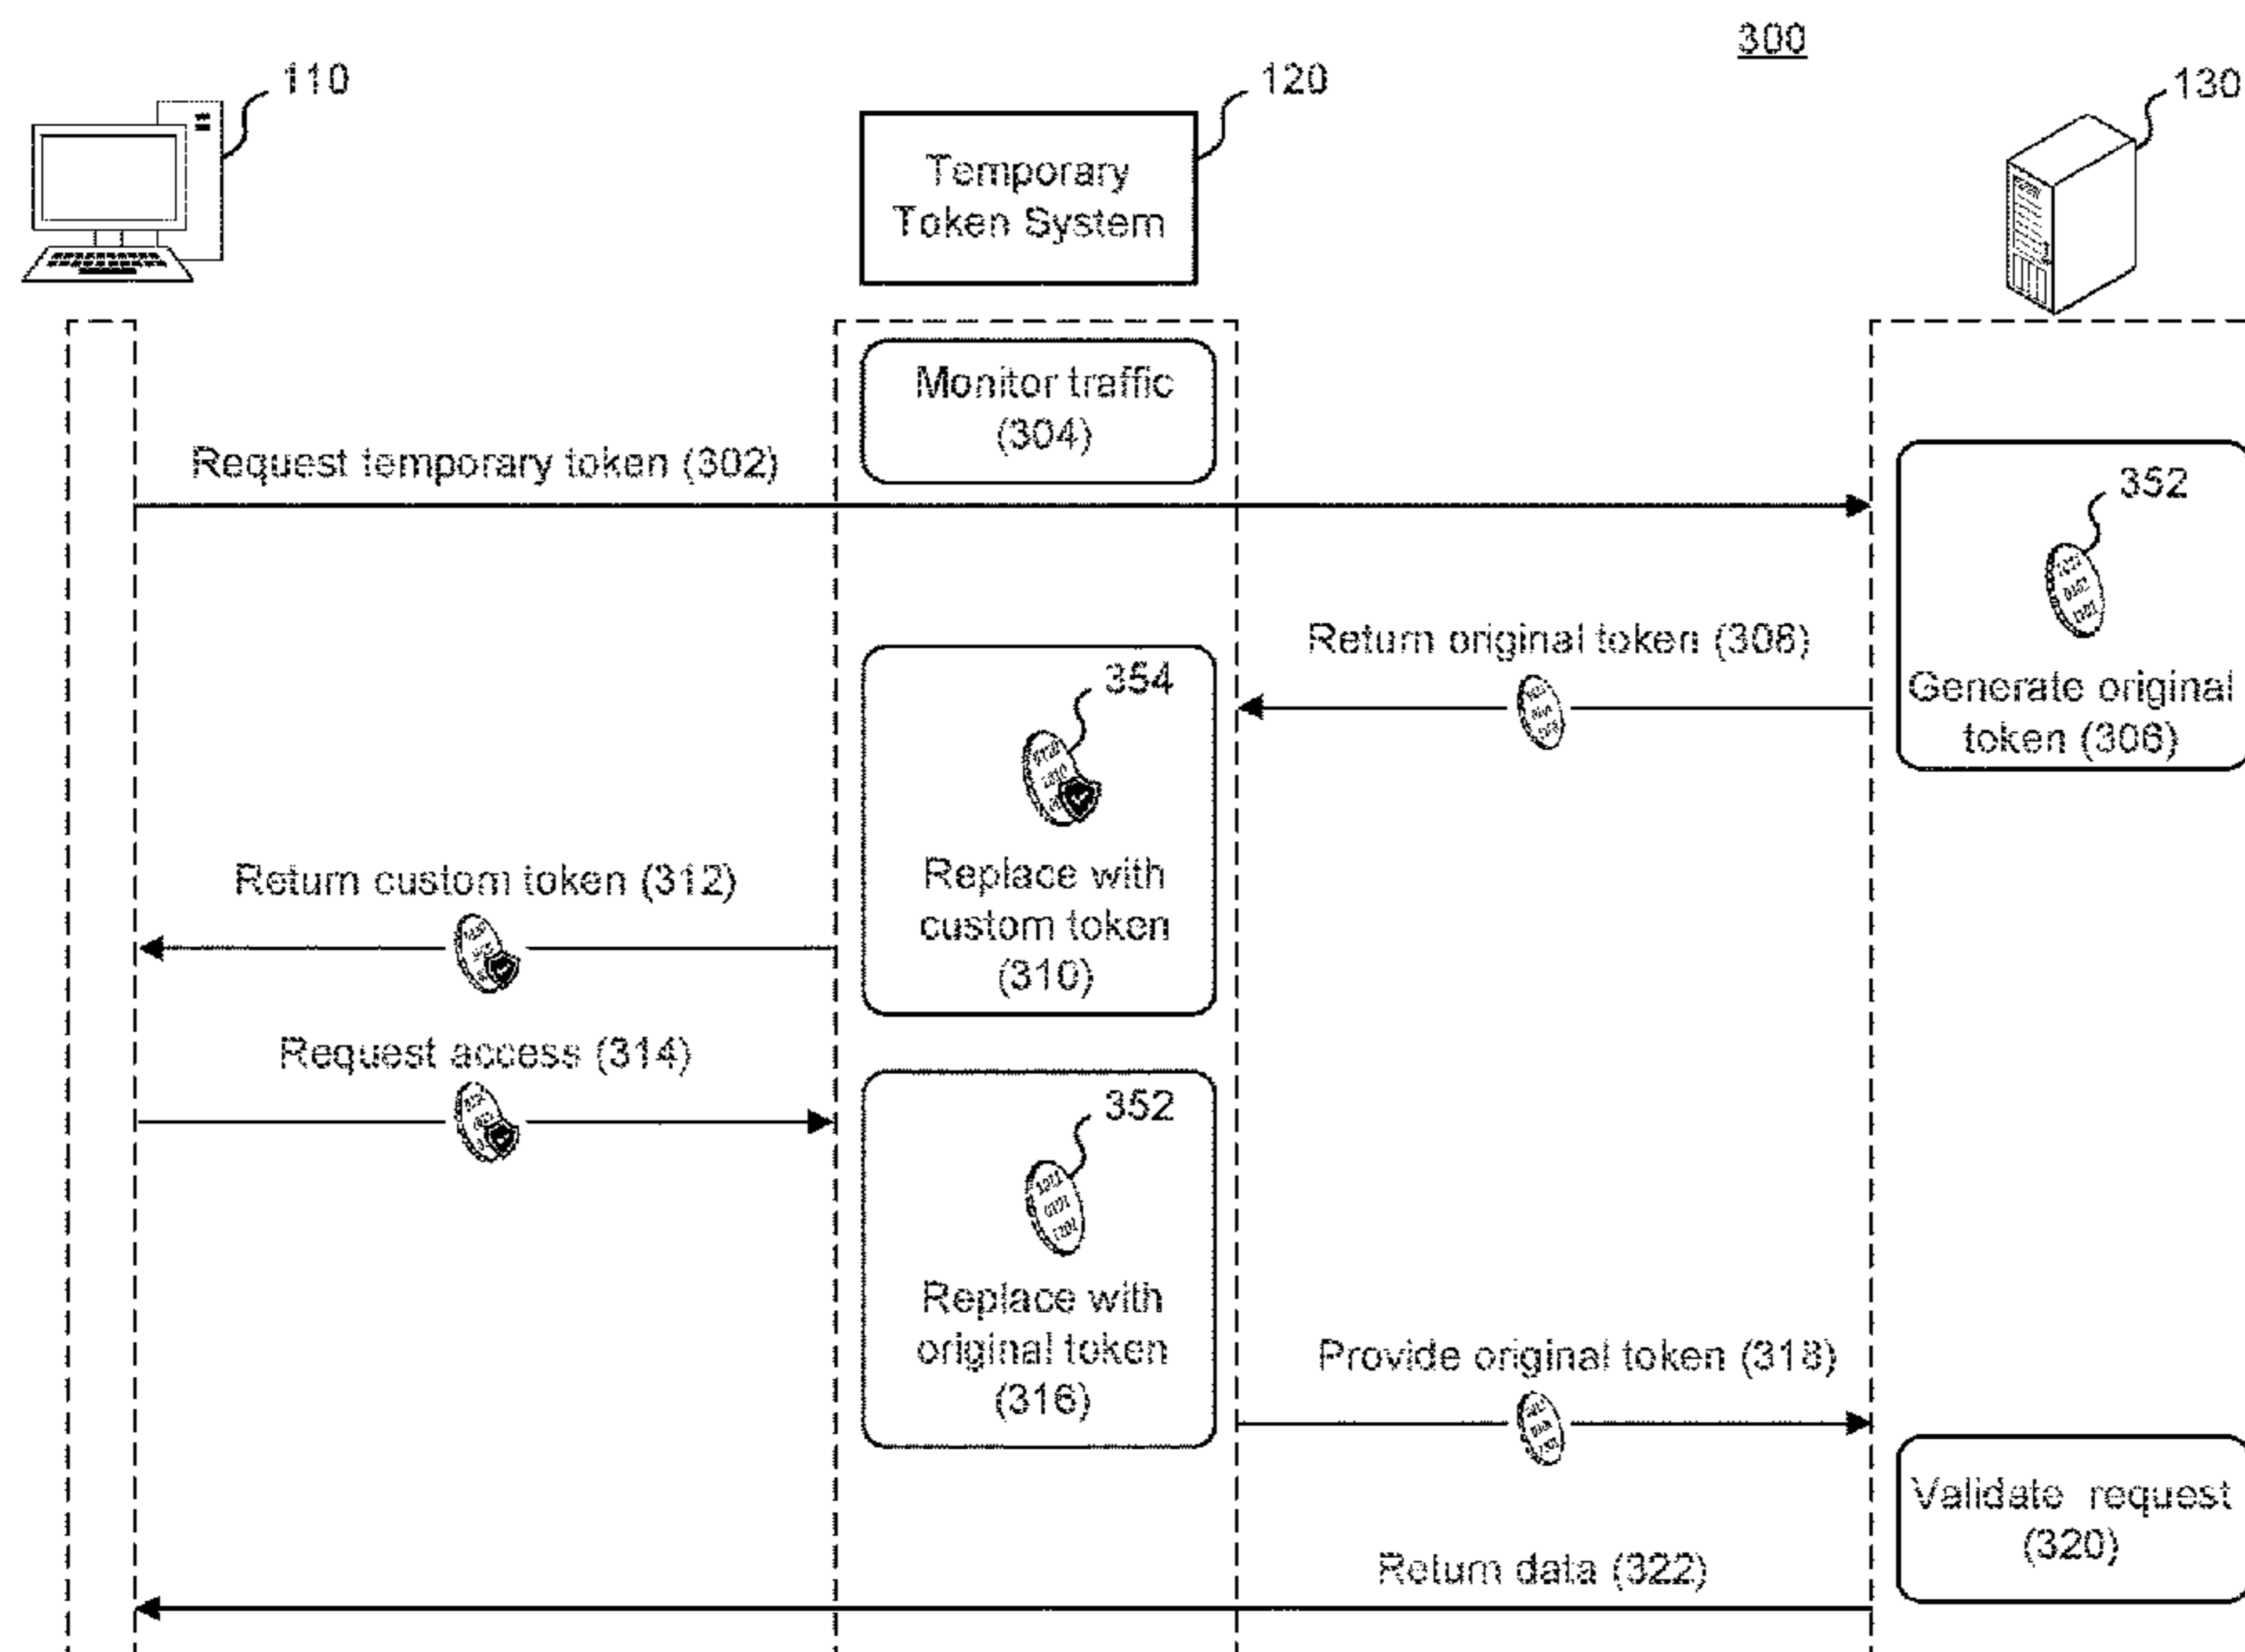 300
110
120
130
Temporary
Token System
Monitor traffic
(304)
Request temporary token (302)
352
Generate original
token (306)
Return original token (308)
354
Replace with
custom token
(310)
Return custom token (312)
Request access (314)
352
Replace with
original token
(316)
Provide original token (318)
Validate request
(320)
Return data (322)